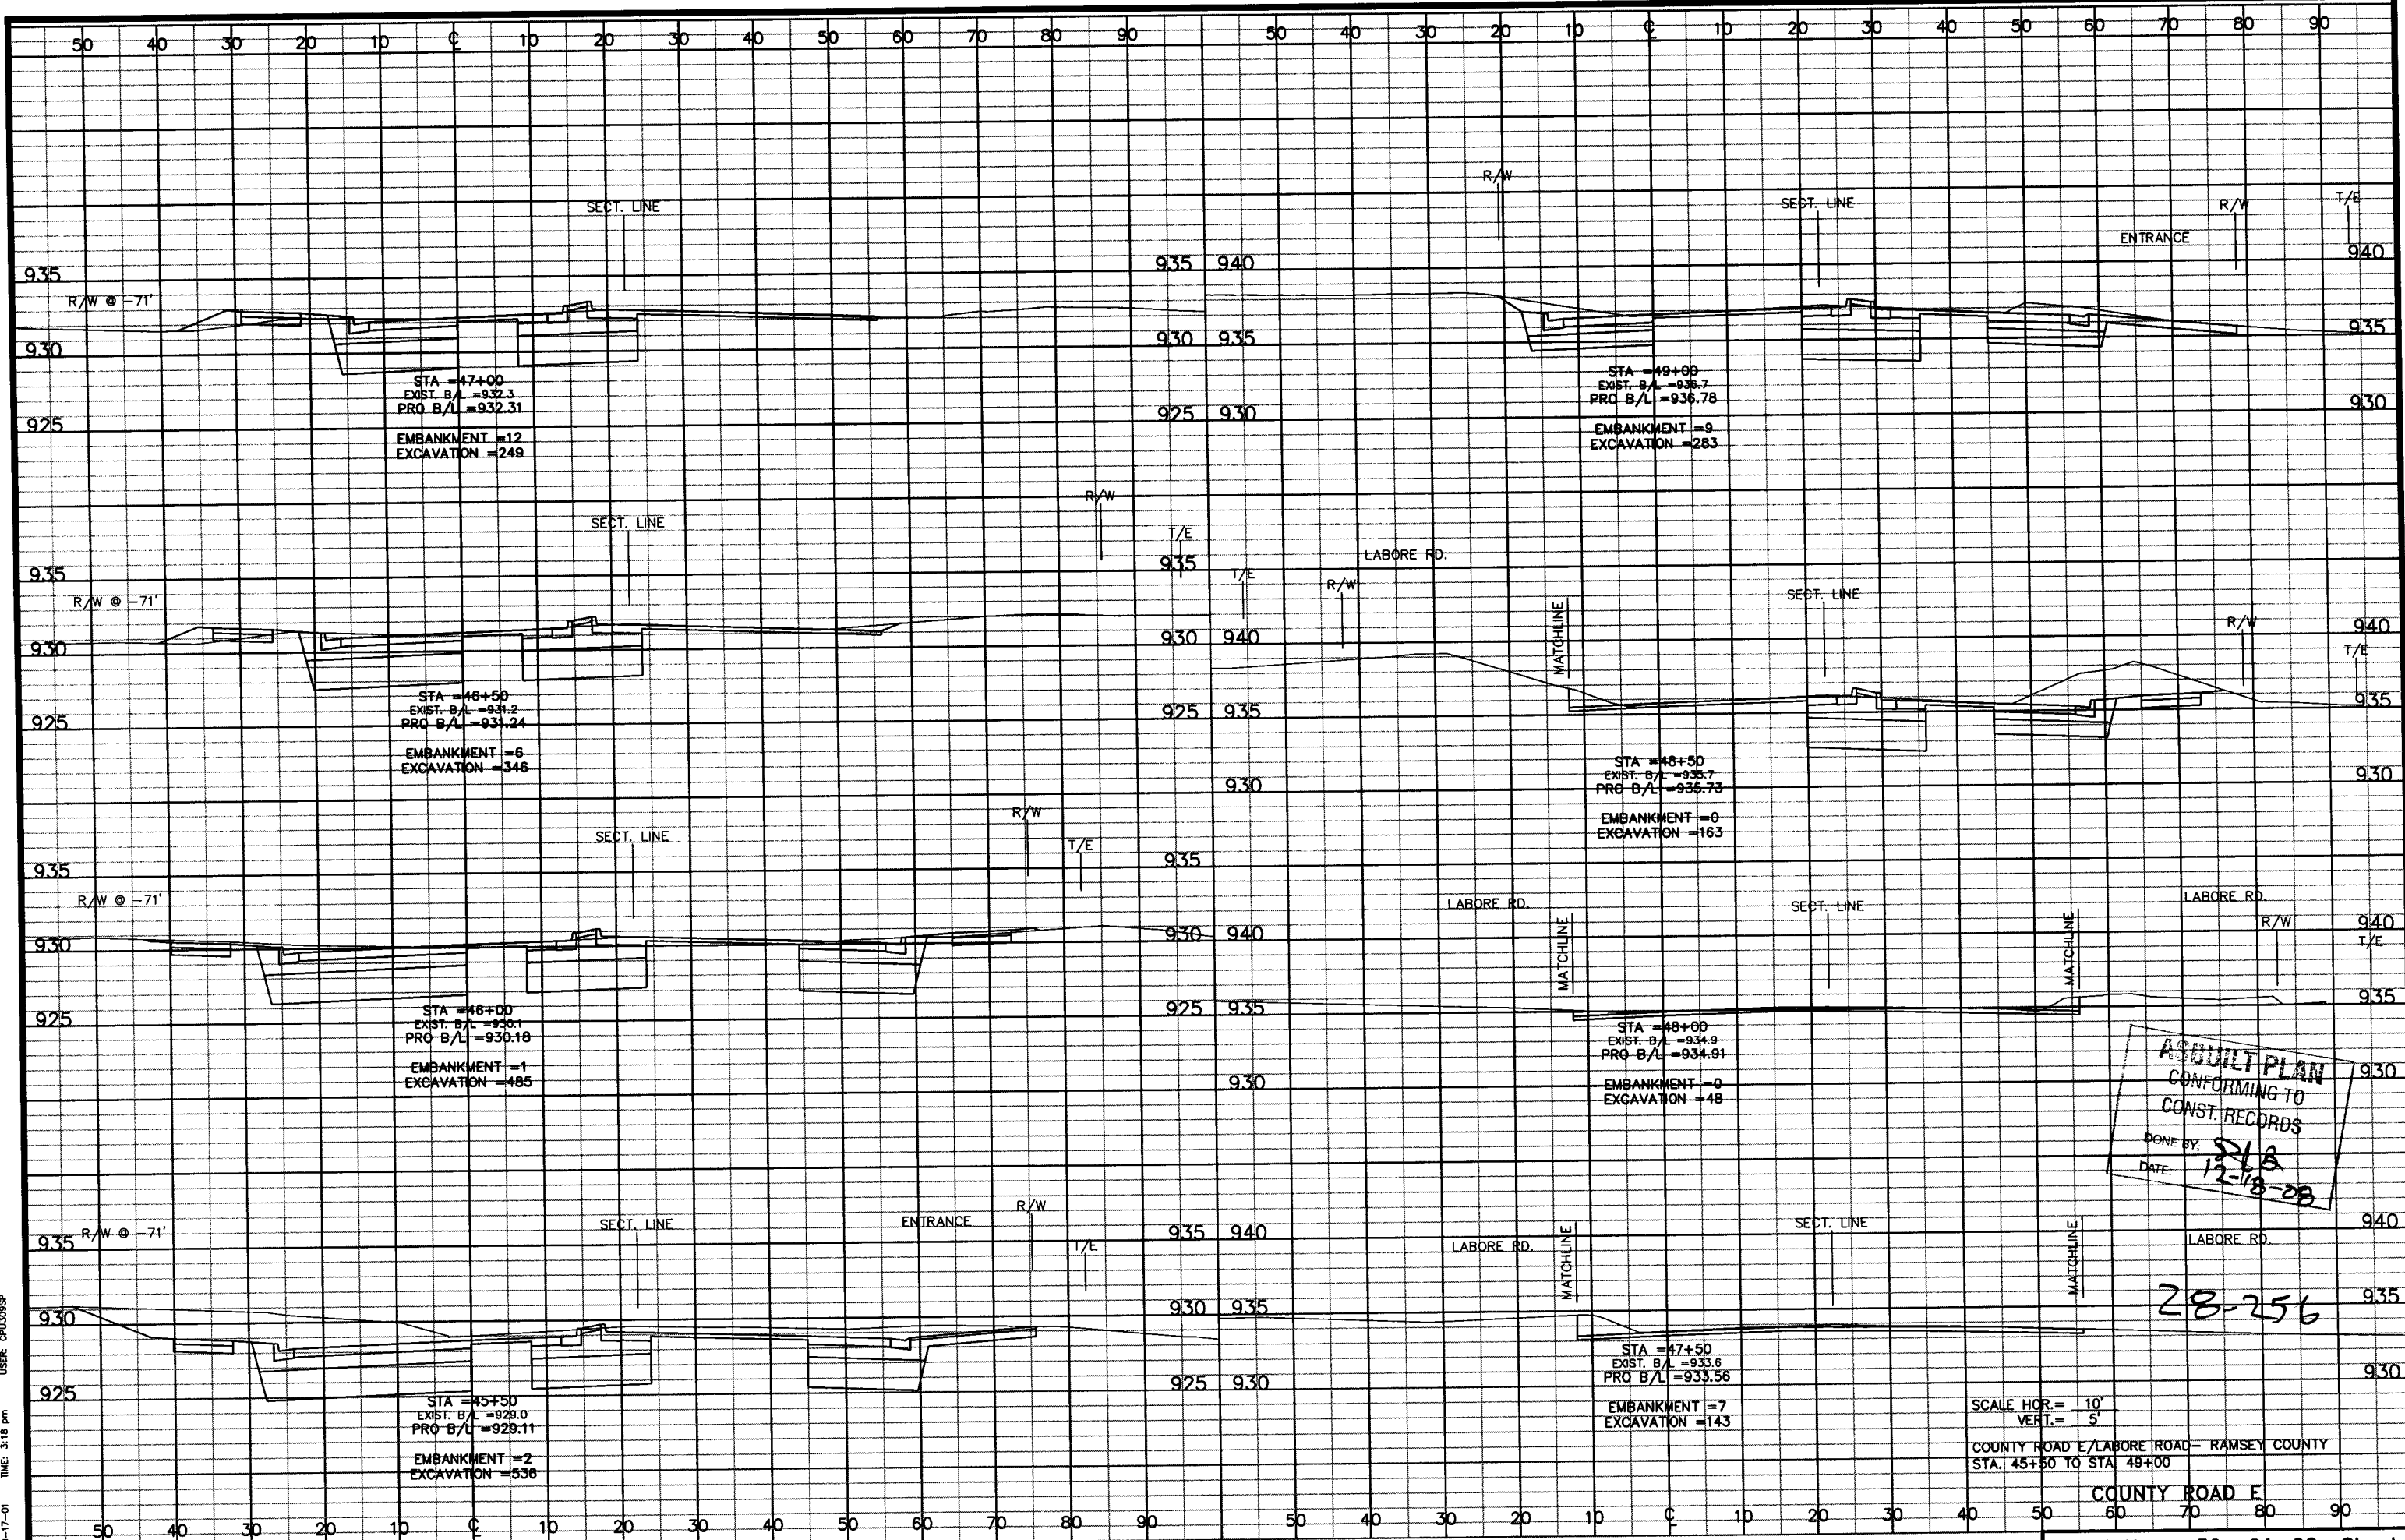 50 40 30 20 10 ℄ 10 20 30 40 50 60 70 80 90 50 40 30 20 10 ℄ 10 20 30 40 50 60 70 80 90
SECT. LINE
R/W @ -71'
935 935
930 930
925 925
STA =47+00
EXIST. B/L =932.3
PRO B/L =932.31
EMBANKMENT =12
EXCAVATION =249
R/W
SECT. LINE
T/E
935 935
R/W @ -71'
930 930
925 925
STA =46+50
EXIST. B/L =931.2
PRO B/L =931.24
EMBANKMENT =6
EXCAVATION =346
R/W
SECT. LINE
T/E
935 935
R/W @ -71'
930 930
925 925
STA =46+00
EXIST. B/L =930.1
PRO B/L =930.18
EMBANKMENT =1
EXCAVATION =485
R/W
SECT. LINE
ENTRANCE
R/W @ -71'
T/E
935 935
930 930
925 925
STA =45+50
EXIST. B/L =929.0
PRO B/L =929.11
EMBANKMENT =2
EXCAVATION =536
R/W
SECT. LINE
R/W
T/E
ENTRANCE
940 940
935 935
930 930
STA =49+00
EXIST. B/L =936.7
PRO B/L =936.78
EMBANKMENT =9
EXCAVATION =283
LABORE RD.
T/E
R/W
SECT. LINE
MATCHLINE
R/W
T/E
940 940
935 935
930 930
STA =48+50
EXIST. B/L =935.7
PRO B/L =935.73
EMBANKMENT =0
EXCAVATION =163
LABORE RD.
MATCHLINE
SECT. LINE
MATCHLINE
LABORE RD.
R/W
T/E
940 940
935 935
930 930
STA =48+00
EXIST. B/L =934.9
PRO B/L =934.91
EMBANKMENT =0
EXCAVATION =48
ASBUILT PLAN
CONFORMING TO
CONST. RECORDS
DONE BY:
DATE: 12-18-08
LABORE RD.
MATCHLINE
SECT. LINE
MATCHLINE
LABORE RD.
28-256
940 940
935 935
930 930
STA =47+50
EXIST. B/L =933.6
PRO B/L =933.56
EMBANKMENT =7
EXCAVATION =143
SCALE HOR.= 10'
VERT.= 5'
COUNTY ROAD E/LABORE ROAD- RAMSEY COUNTY
STA. 45+50 TO STA 49+00
COUNTY ROAD E
50 40 30 20 10 ℄ 10 20 30 40 50 60 70 80 90 50 40 30 20 10 ℄ 10 20 30 40 50 60 70 80 90
TIME: 3:18 pm